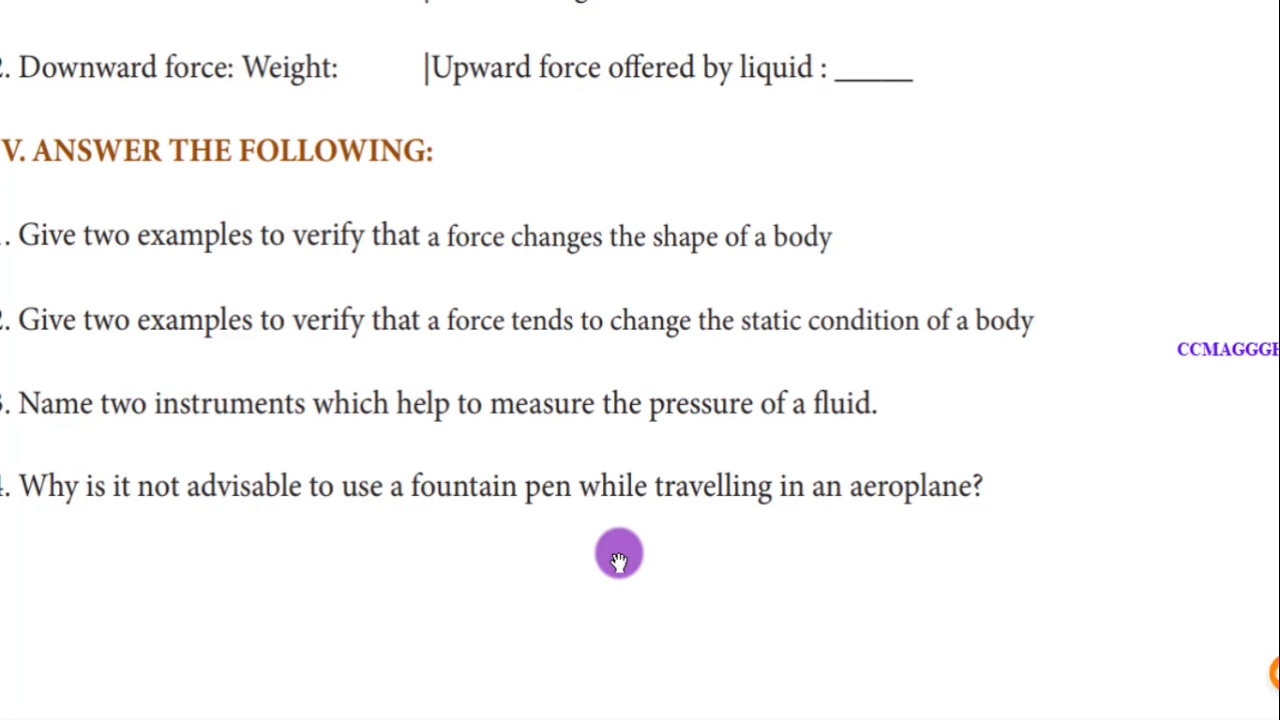 . Downward force: Weight: |Upward force offered by liquid : _____
V. ANSWER THE FOLLOWING:
. Give two examples to verify that a force changes the shape of a body
2. Give two examples to verify that a force tends to change the static condition of a body
CCMAGGG
3. Name two instruments which help to measure the pressure of a fluid.
4. Why is it not advisable to use a fountain pen while travelling in an aeroplane?